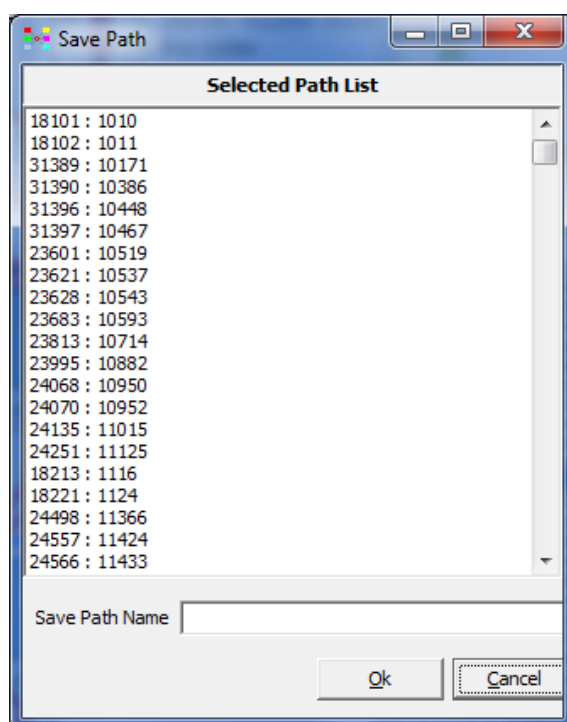 Save Path
Selected Path List
18101 : 1010
18102 : 1011
31389 : 10171
31390 : 10386
31396 : 10448
31397 : 10467
23601 : 10519
23621 : 10537
23628 : 10543
23683 : 10593
23813 : 10714
23995 : 10882
24068 : 10950
24070 : 10952
24135 : 11015
24251 : 11125
18213 : 1116
18221 : 1124
24498 : 11366
24557 : 11424
24566 : 11433
Save Path Name
Ok Cancel